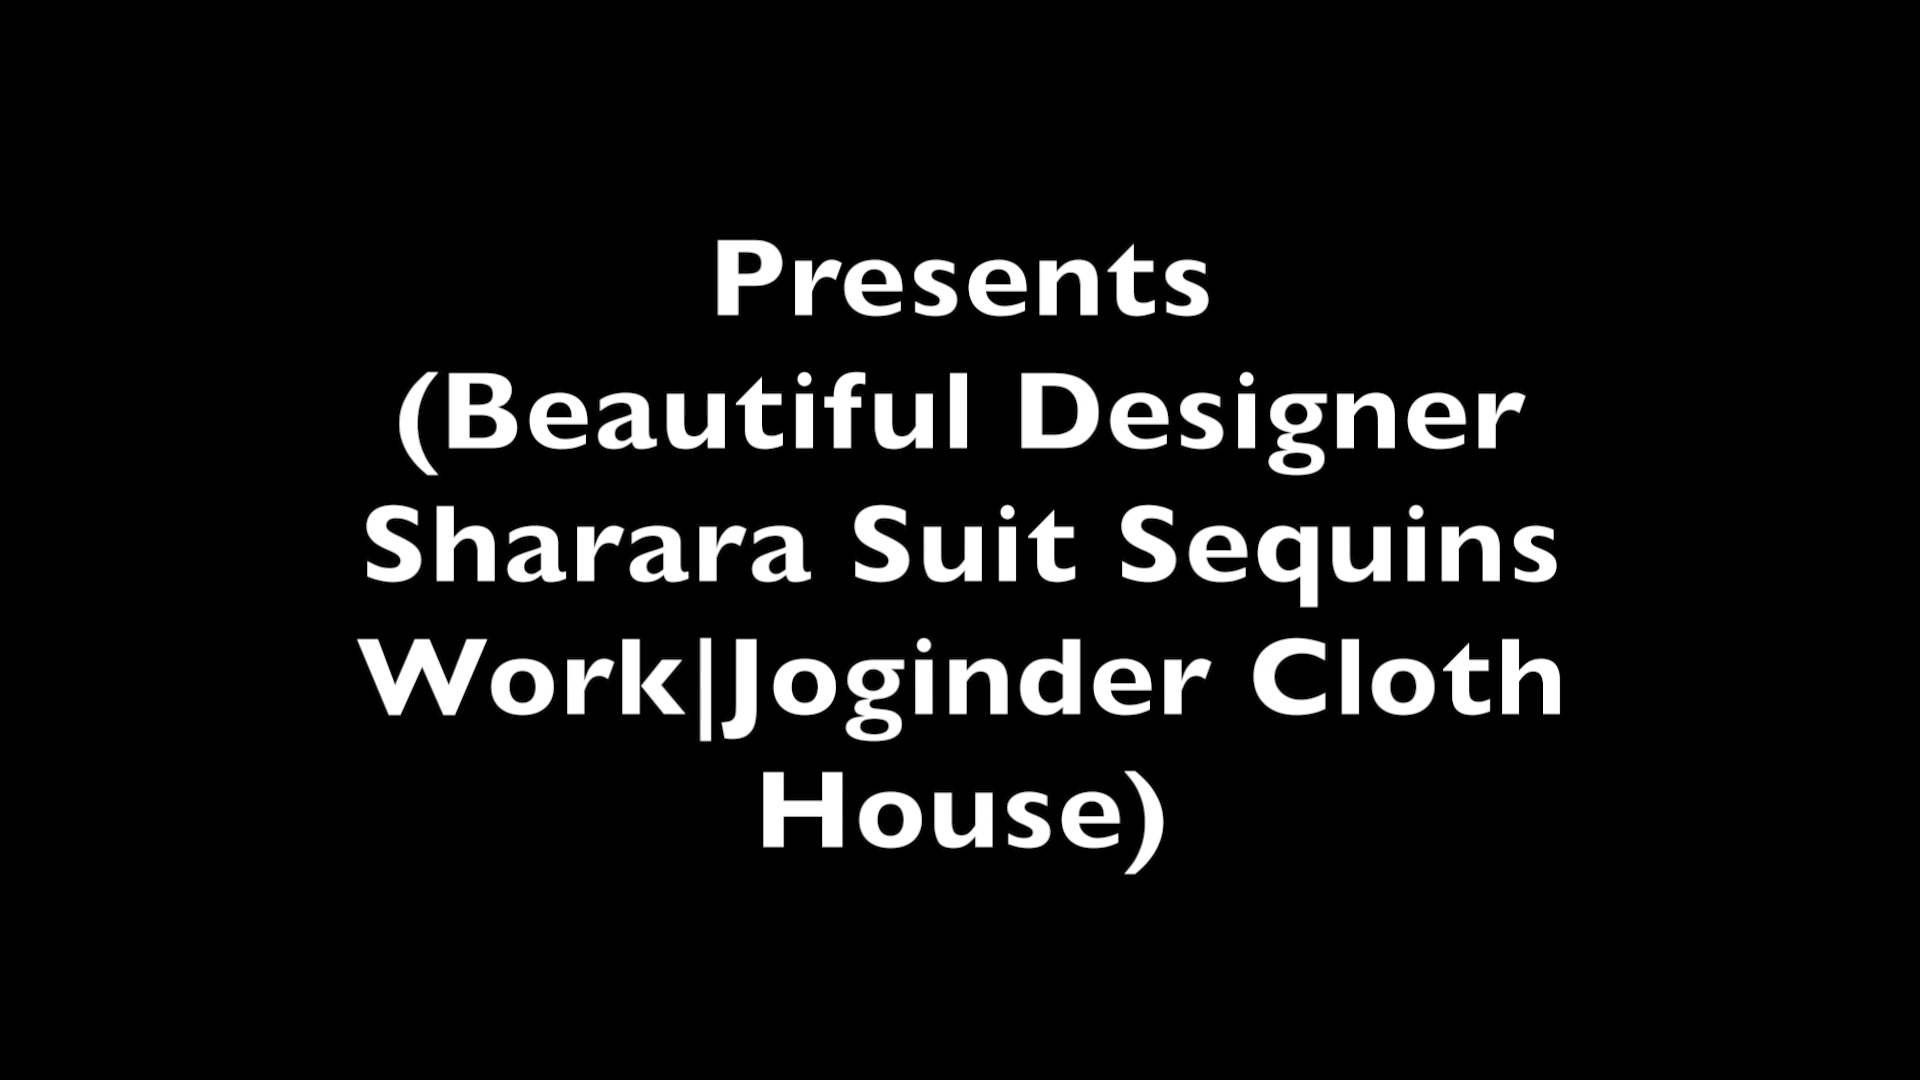 Presents
(Beautiful Designer
Sharara Suit Sequins
Work|Joginder Cloth
House)